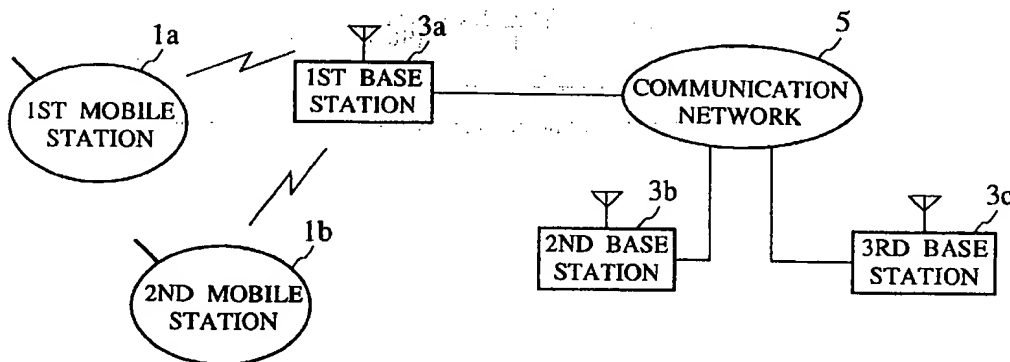 1a
1ST MOBILE
STATION
3a
1ST BASE
STATION
5
COMMUNICATION
NETWORK
1b
2ND MOBILE
STATION
3b
2ND BASE
STATION
3c
3RD BASE
STATION